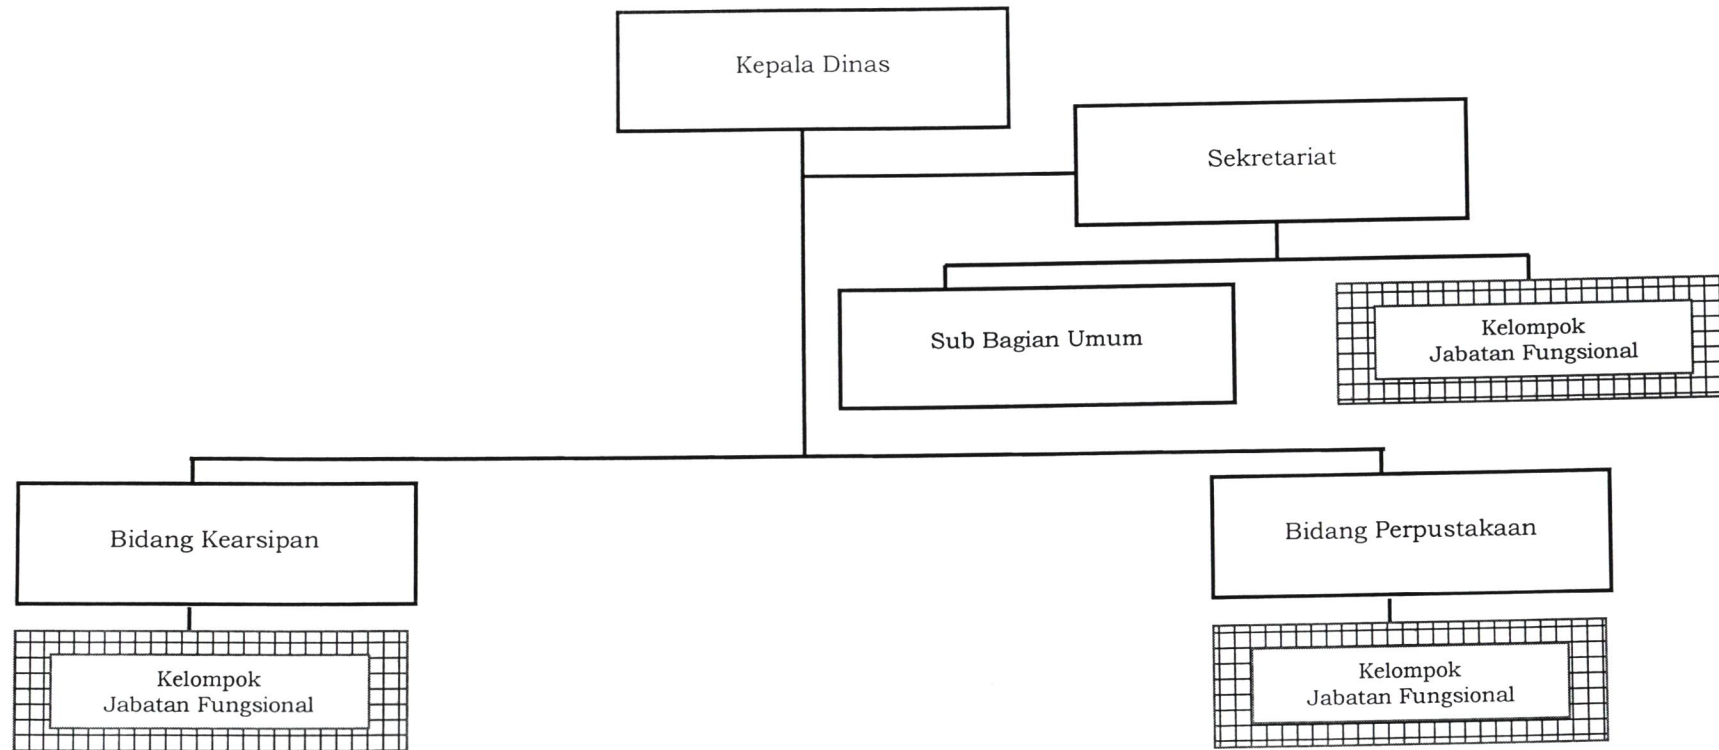 Kepala Dinas
Sekretariat
Sub Bagian Umum
Kelompok
Jabatan Fungsional
Bidang Kearsipan
Bidang Perpustakaan
Kelompok
Jabatan Fungsional
Kelompok
Jabatan Fungsional